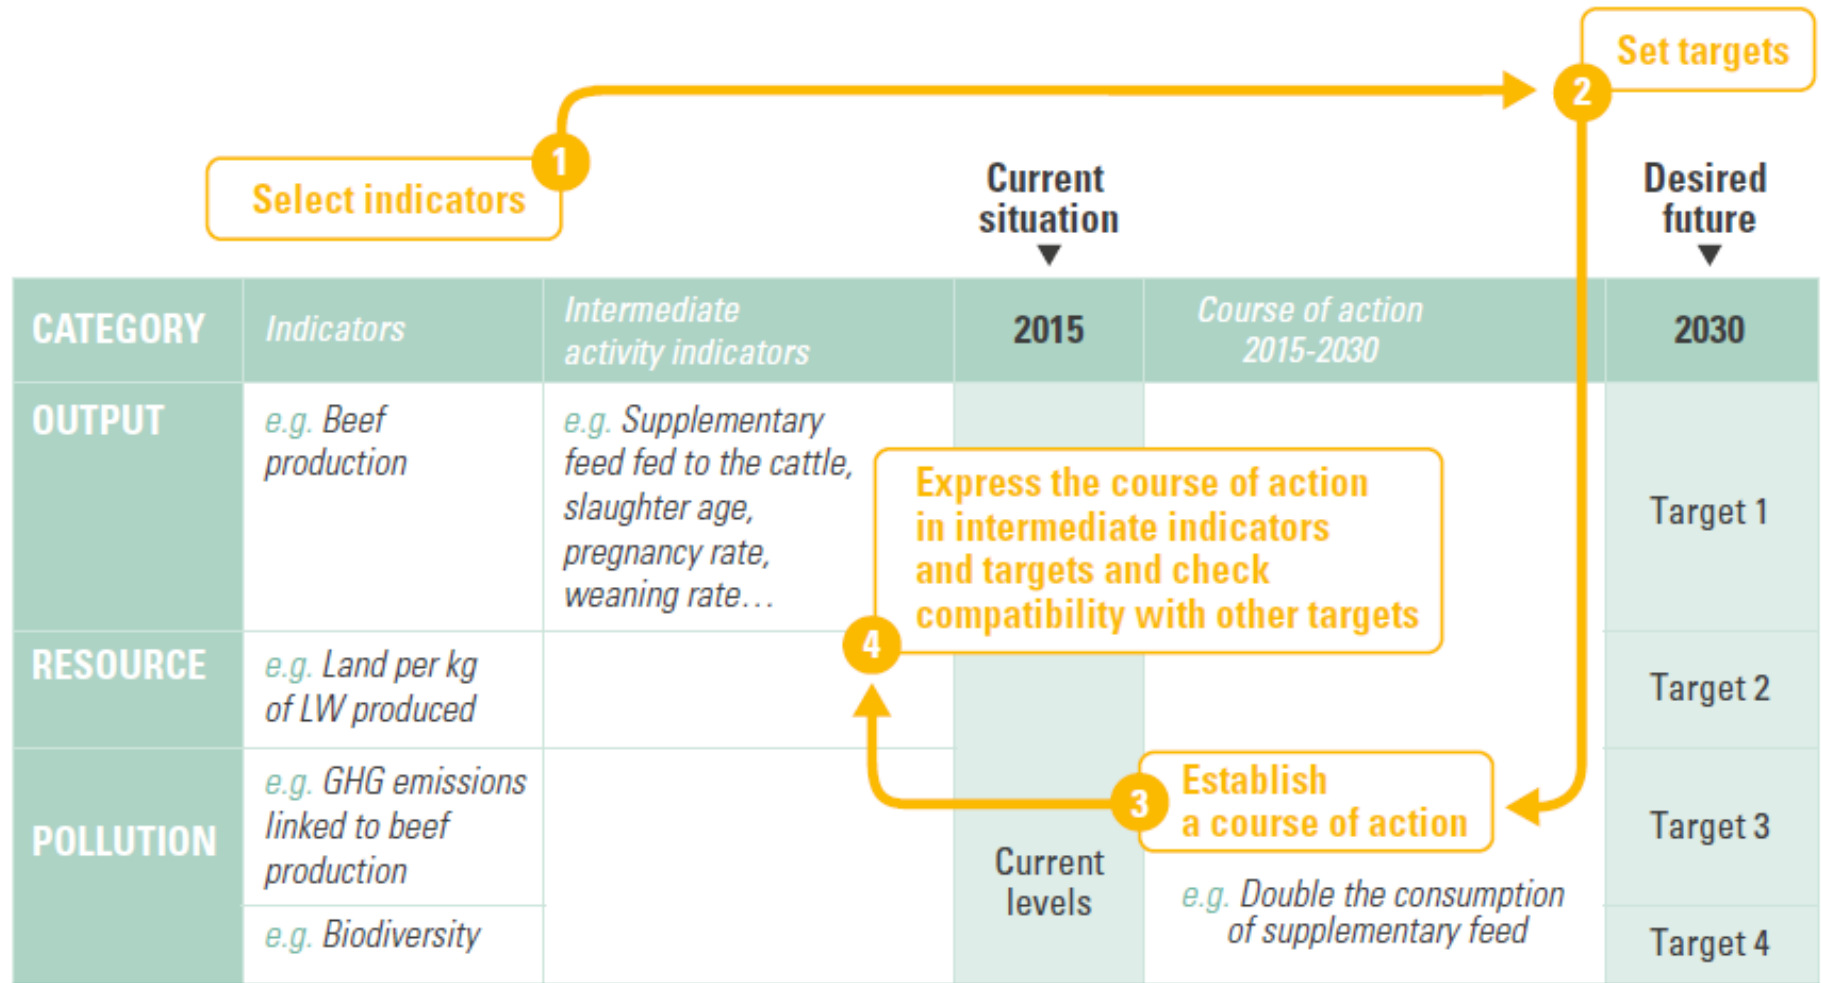 Set targets
2
1
Select indicators
Current
situation
Desired
future
CATEGORY
Indicators
Intermediate
activity indicators
2015
Course of action
2015-2030
2030
OUTPUT
e.g. Beef
production
e.g. Supplementary
feed fed to the cattle,
slaughter age,
pregnancy rate,
weaning rate...
Express the course of action
in intermediate indicators
and targets and check
compatibility with other targets
4
Target 1
RESOURCE
e.g. Land per kg
of LW produced
Target 2
POLLUTION
e.g. GHG emissions
linked to beef
production
3
Establish
a course of action
Target 3
Current
levels
e.g. Double the consumption
of supplementary feed
e.g. Biodiversity
Target 4